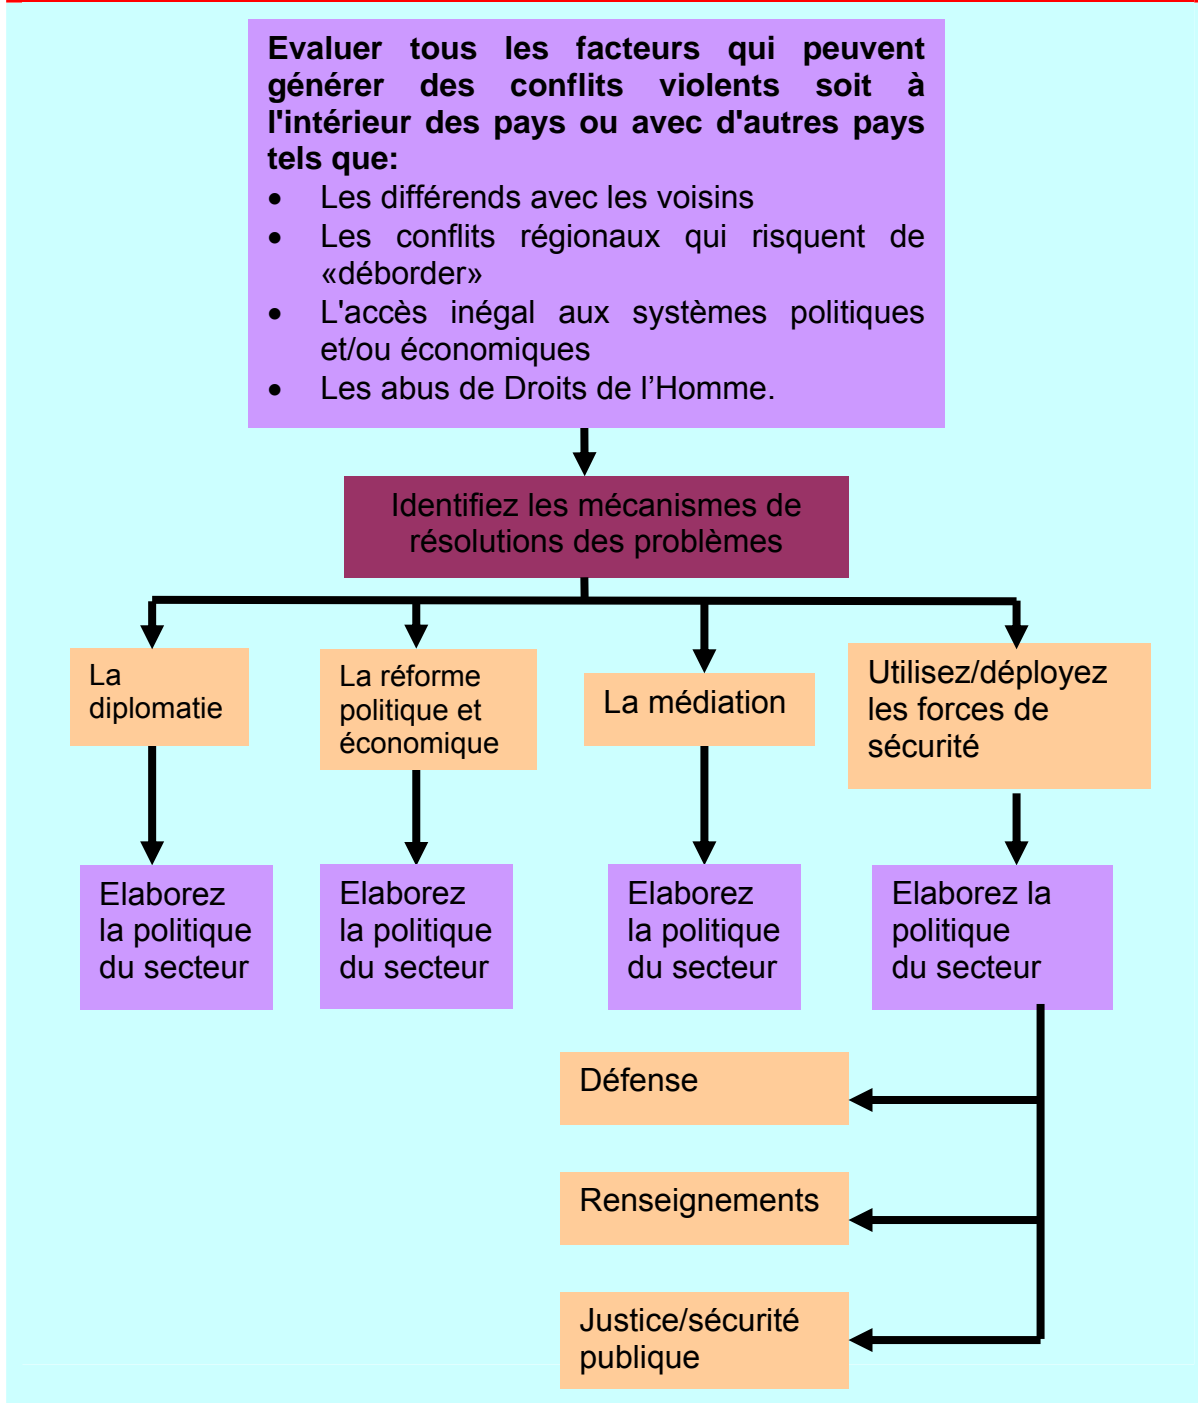 Evaluer tous les facteurs qui peuvent
générer des conflits violents soit à
l'intérieur des pays ou avec d'autres pays
tels que:
• Les différends avec les voisins
• Les conflits régionaux qui risquent de
«déborder»
• L'accès inégal aux systèmes politiques
et/ou économiques
• Les abus de Droits de l’Homme.
Identifiez les mécanismes de
résolutions des problèmes
La
diplomatie
La réforme
politique et
économique
La médiation
Utilisez/déployez
les forces de
sécurité
Elaborez
la politique
du secteur
Elaborez
la politique
du secteur
Elaborez
la politique
du secteur
Elaborez la
politique
du secteur
Défense
Renseignements
Justice/sécurité
publique